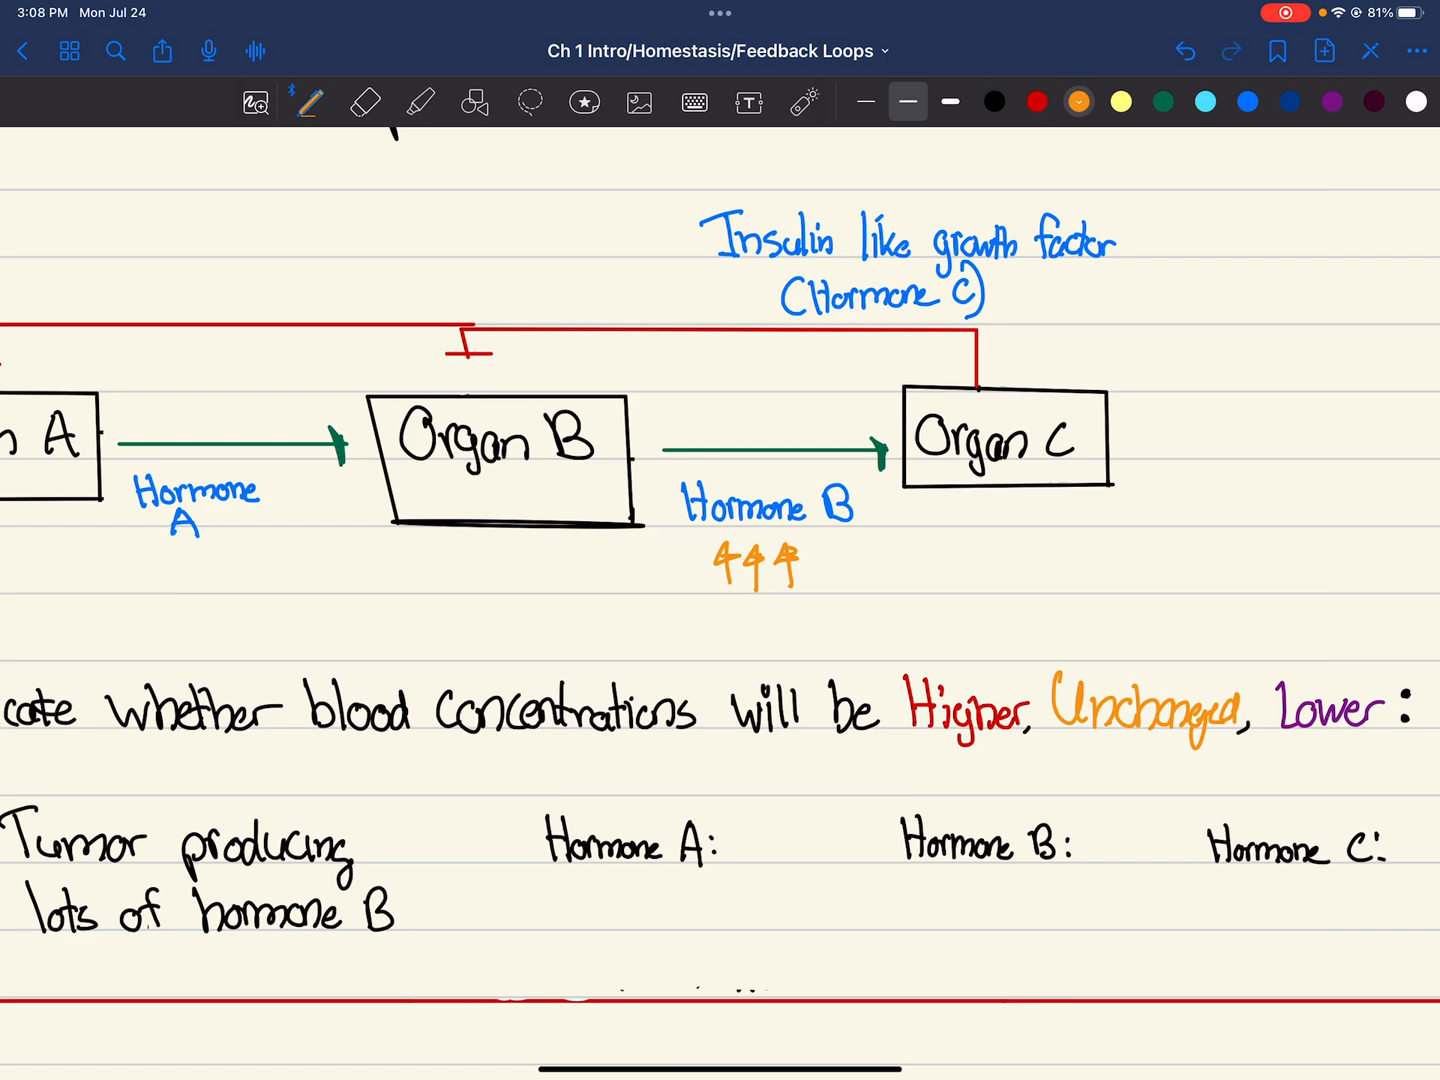 3:08 PM Mon Jul 24
81%
Ch 1 Intro/Homestasis/Feedback Loops
T
Insulin like growth factor
(Hormone C)
n A
Organ B
Organ C
Hormone
A
Hormone B
cate whether blood concentrations will be Higher, Unchanged, Lower:
Tumor producing
lots of hormone B
Hormone A:
Hormone B:
Hormone C: